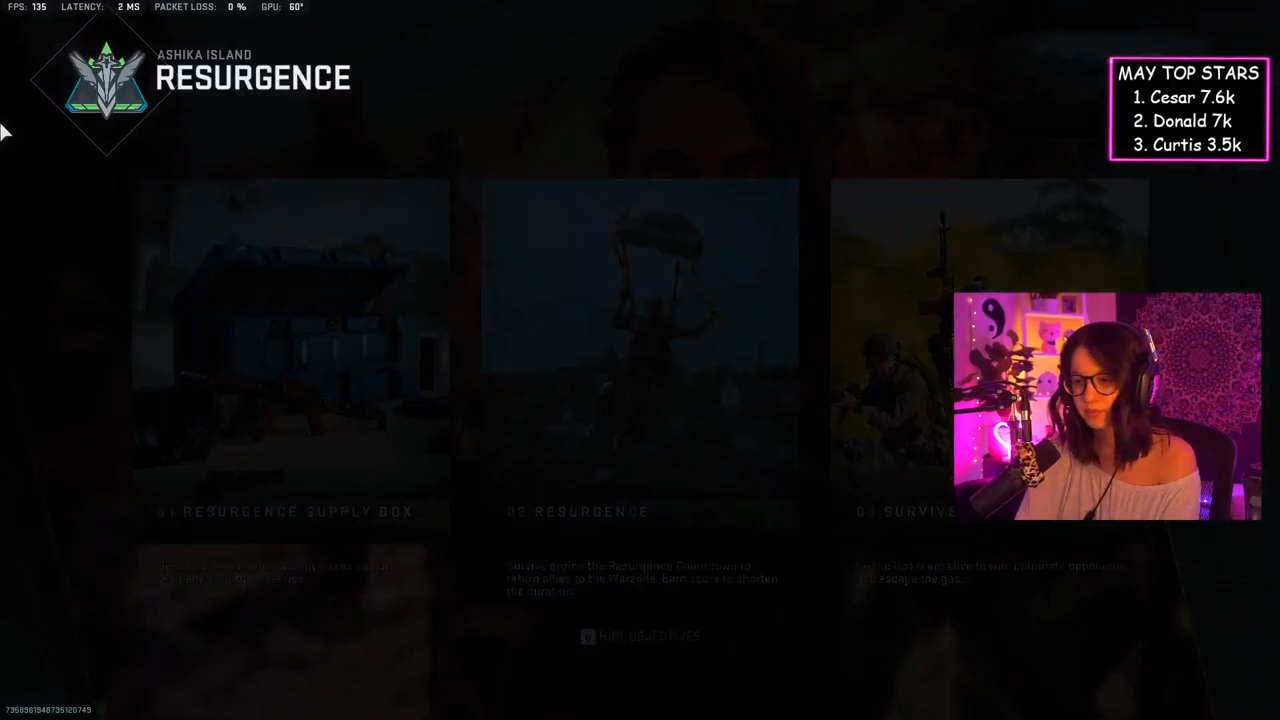 FPS: 135 LATENCY: 2 MS PACKET LOSS: 0 % GPU: 60°
ASHIKA ISLAND
RESURGENCE
MAY TOP STARS
1. Cesar 7.6k
2. Donald 7k
3. Curtis 3.5k
01 RESURGENCE SUPPLY BOX
02 RESURGENCE
03 SURVIVE
Survive during the Resurgence Countdown to
return allies to the Warzone. Earn score to shorten
the duration.
Be the last team alive to win. Eliminate opponents
and escape the gas.
HIDE OBJECTIVES